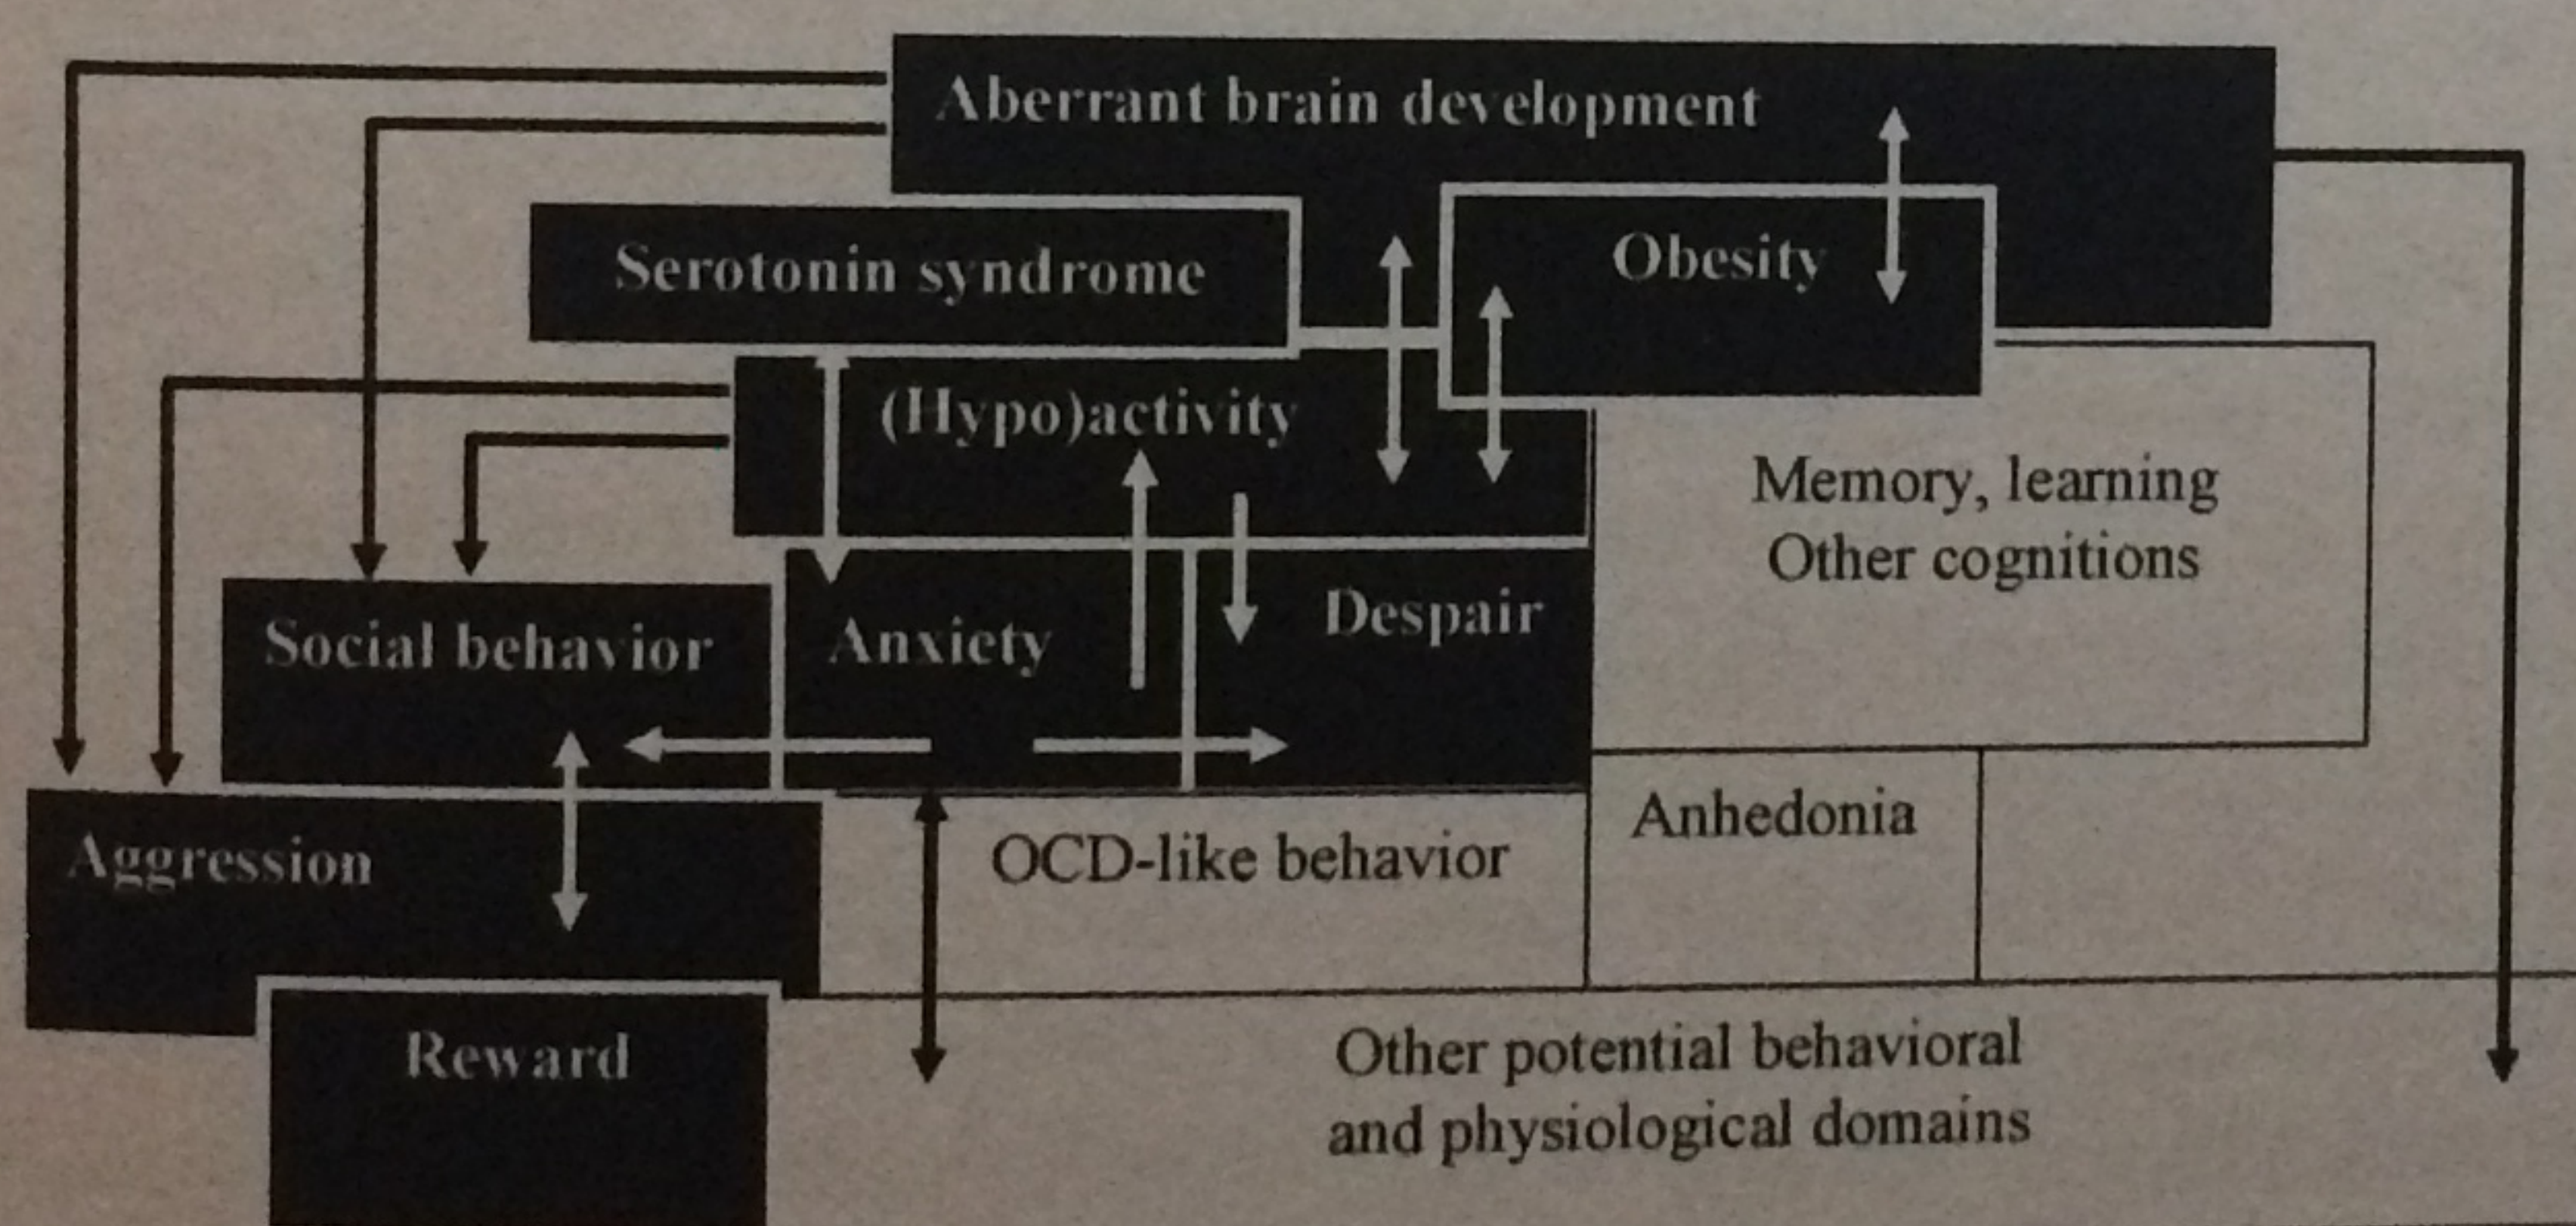 Aberrant brain development
Serotonin syndrome
Obesity
(Hypo)activity
Memory, learning
Other cognitions
Social behavior
Anxiety
Despair
Aggression
OCD-like behavior
Anhedonia
Reward
Other potential behavioral
and physiological domains